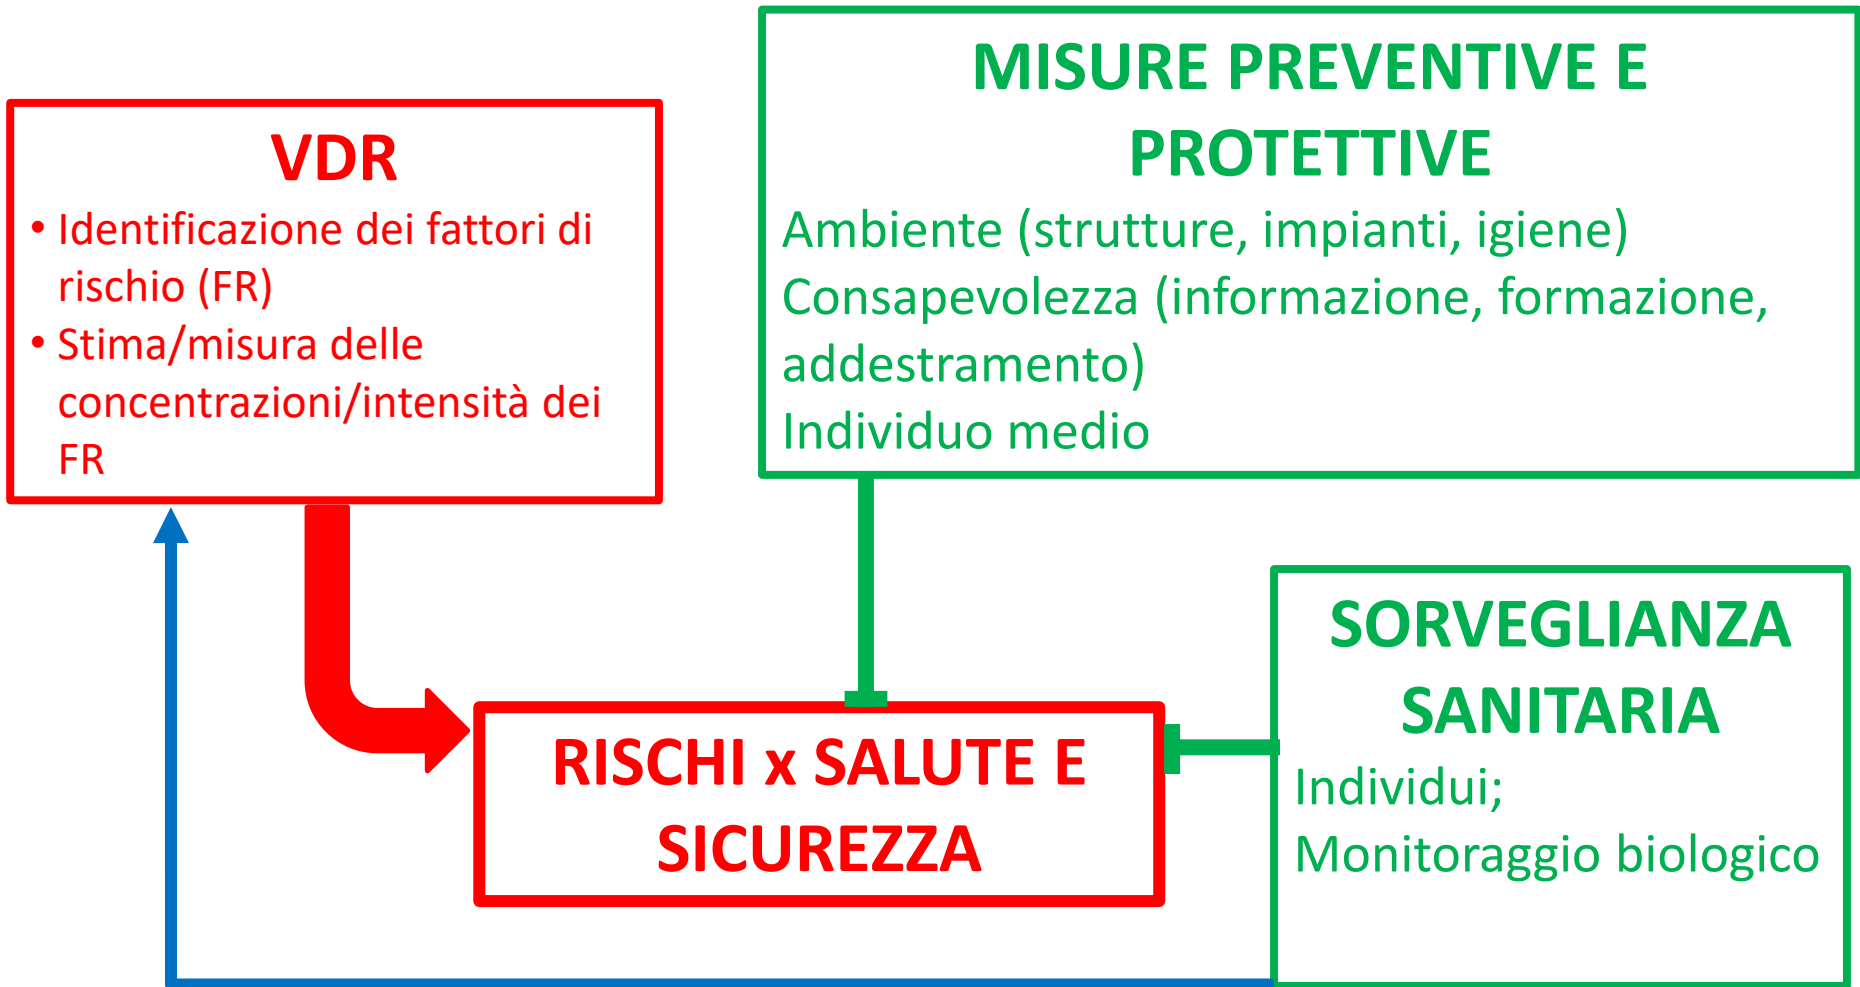 VDR
• Identificazione dei fattori di
rischio (FR)
• Stima/misura delle
concentrazioni/intensità dei
FR
MISURE PREVENTIVE E
PROTETTIVE
Ambiente (strutture, impianti, igiene)
Consapevolezza (informazione, formazione,
addestramento)
Individuo medio
RISCHI x SALUTE E
SICUREZZA
SORVEGLIANZA
SANITARIA
Individui;
Monitoraggio biologico